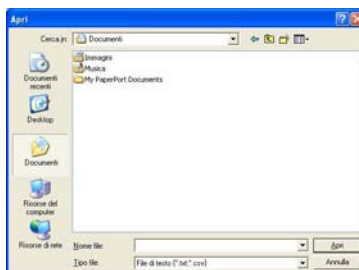 Apri
Cerca in:
Documenti
Immagini
Musica
My PaperPort Documents
Documenti recenti
Desktop
Documenti
Risorse del computer
Risorse di rete
Nome file:
Apri
Tipo file:
File di testo (*.txt;*.csv)
Annulla